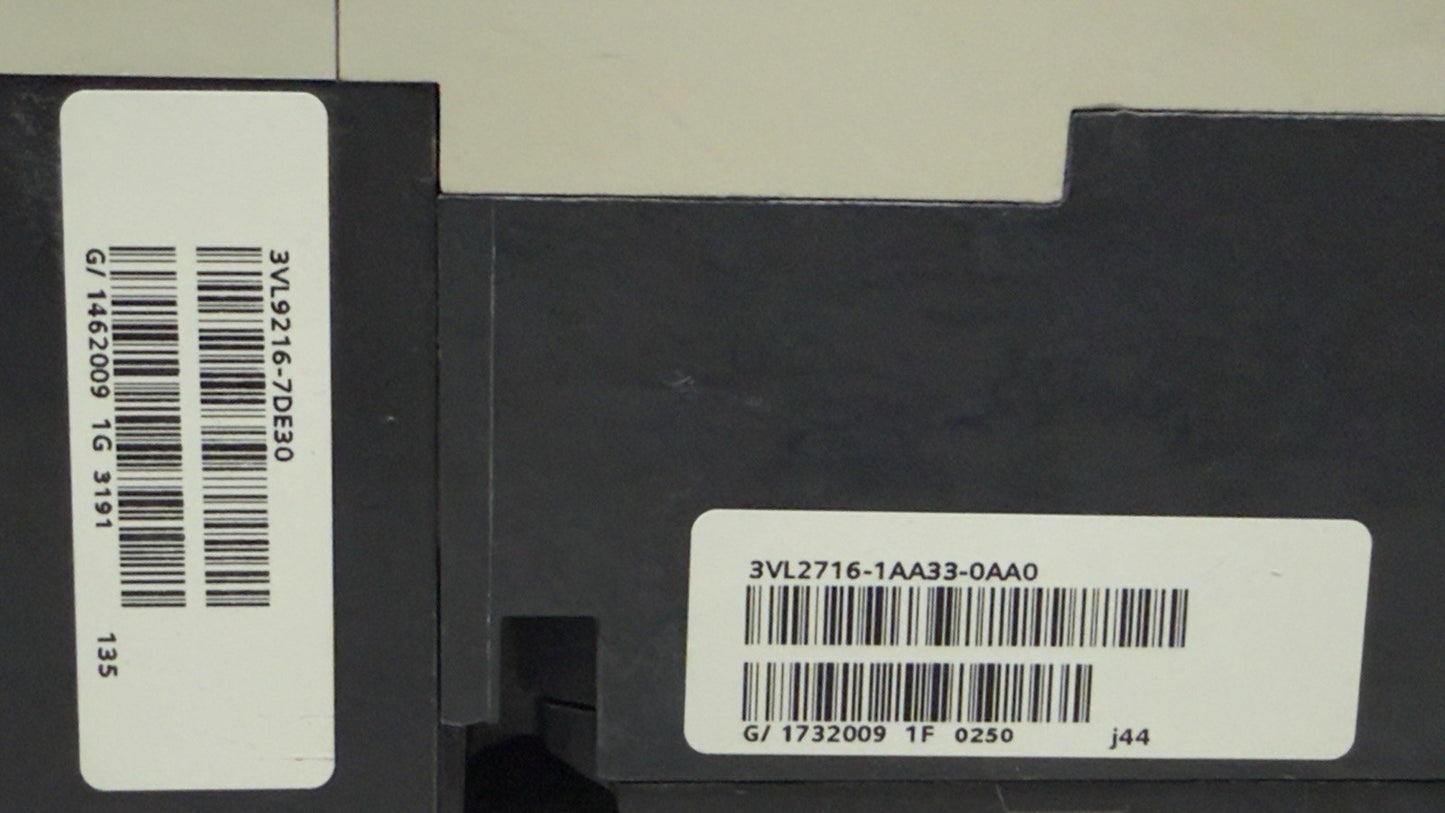 3VL9216-7DE30
G/ 1462009 1G 3191 135
3VL2716-1AA33-0AA0
G/ 1732009 1F 0250 j44